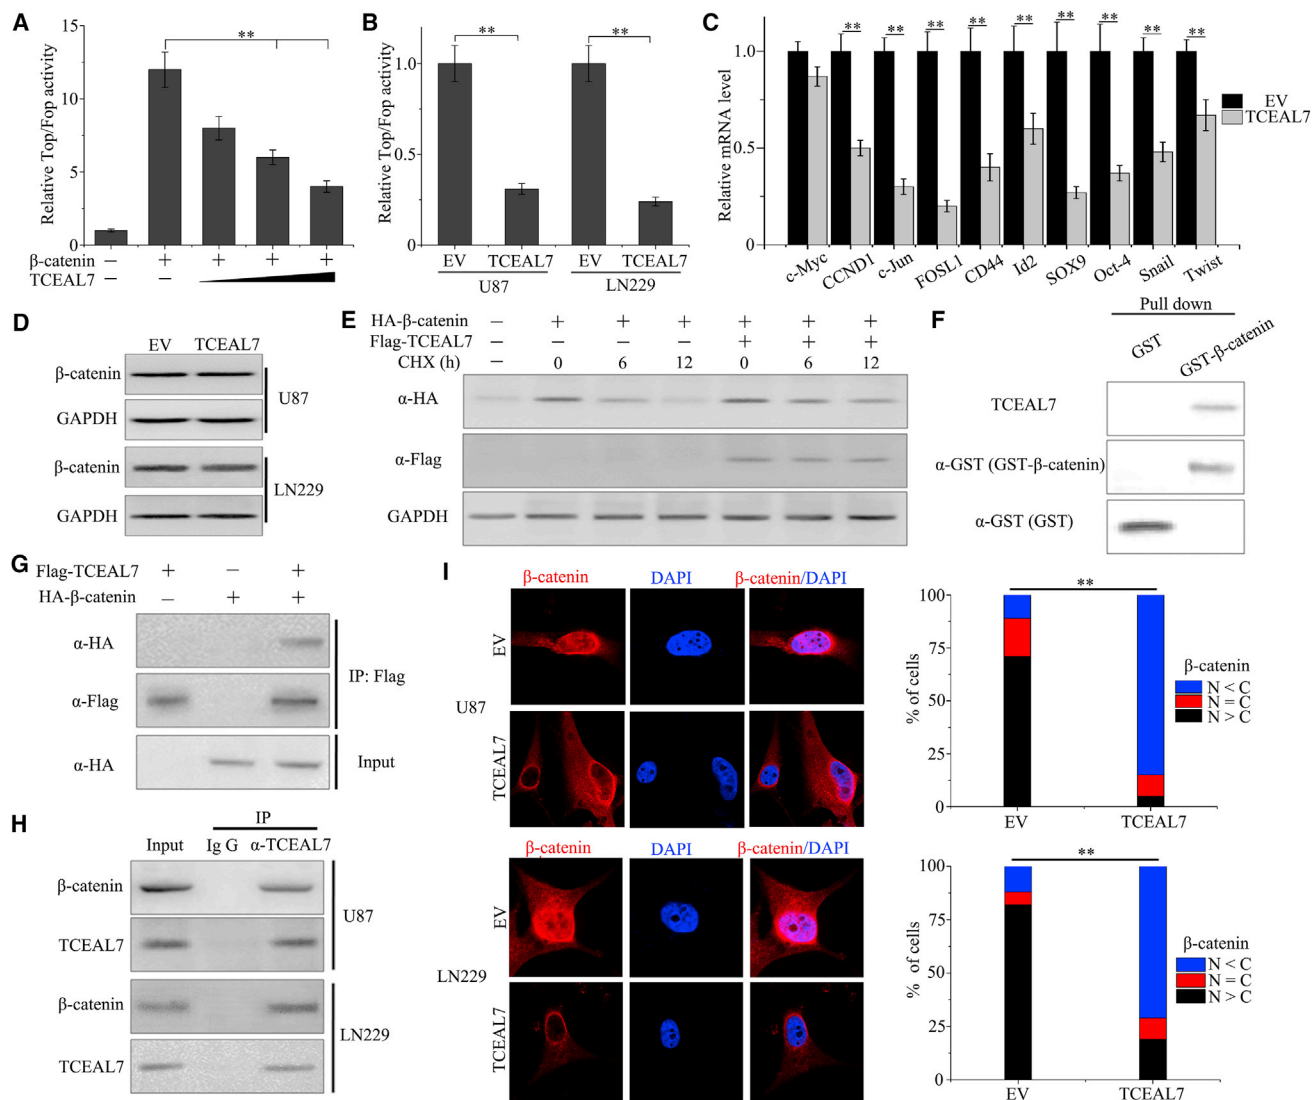 A
Relative Top/Fop activity
15
10
5
0
**
β-catenin – + + + +
TCEAL7 – –
B
Relative Top/Fop activity
1.0
0.5
0
** **
EV TCEAL7 EV TCEAL7
U87 LN229
C
Relative mRNA level
1.0
0.5
0
** ** ** ** ** ** ** ** **
EV
TCEAL7
c-Myc CCND1 c-Jun FOSL1 CD44 Id2 SOX9 Oct-4 Snail Twist
D
EV TCEAL7
β-catenin
GAPDH
U87
β-catenin
GAPDH
LN229
E
HA-β-catenin – + + + + + +
Flag-TCEAL7 – – – – + + +
CHX (h) – 0 6 12 0 6 12
α-HA
α-Flag
GAPDH
F
Pull down
GST GST-β-catenin
TCEAL7
α-GST (GST-β-catenin)
α-GST (GST)
G
Flag-TCEAL7 + – +
HA-β-catenin – + +
α-HA
α-Flag
IP: Flag
α-HA
Input
H
IP
Input Ig G α-TCEAL7
β-catenin
TCEAL7
U87
β-catenin
TCEAL7
LN229
I
β-catenin DAPI β-catenin/DAPI
EV
U87
TCEAL7
β-catenin DAPI β-catenin/DAPI
EV
LN229
TCEAL7
**
% of cells
100
75
50
25
0
EV TCEAL7
β-catenin
N < C
N = C
N > C
**
% of cells
100
75
50
25
0
EV TCEAL7
β-catenin
N < C
N = C
N > C